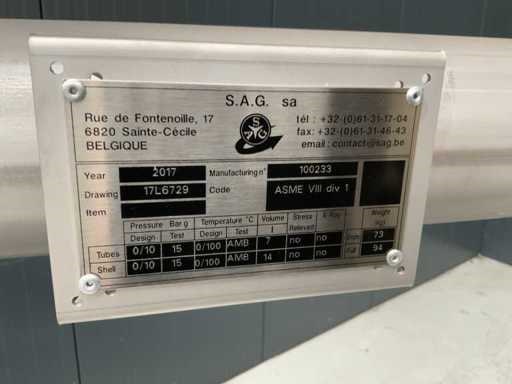 S.A.G. sa
Rue de Fontenoille, 17
6820 Sainte-Cécile
BELGIQUE
tél : +32-(0)61-31-17-04
fax: +32-(0)61-31-46-43
email : contact@sag.be
Year 2017 Manufacturing n° 100233
Drawing 17L6729 Code ASME VIII div 1
Item
Pressure Bar g Temperature °C Volume Stress X Ray Weight
Design Test Design Test l Relieved kgs
Tubes 0/10 15 0/100 AMB 7 no no 73
Shell 0/10 15 0/100 AMB 14 no no Full 94